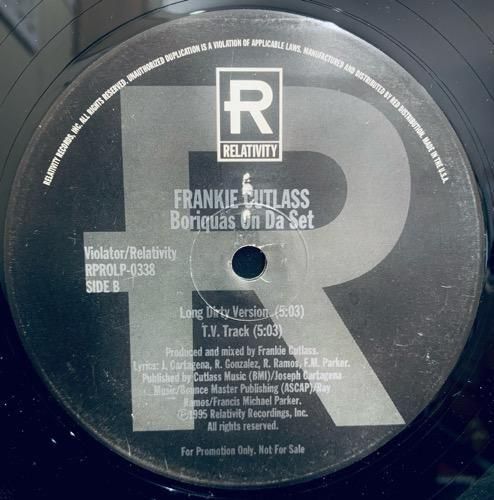 RELATIVITY RECORDS, INC. ALL RIGHTS RESERVED. UNAUTHORIZED DUPLICATION IS A VIOLATION OF APPLICABLE LAWS. MANUFACTURED AND DISTRIBUTED BY RED DISTRIBUTION. MADE IN THE U.S.A.
R
RELATIVITY
FRANKIE CUTLASS
Boriquas On Da Set
Violator/Relativity
RPROLP-0338
SIDE B
Long Dirty Version (5:03)
T.V. Track (5:03)
Produced and mixed by Frankie Cutlass.
Lyrics: J. Cartagena, R. Gonzalez, R. Ramos, F.M. Parker.
Published by Cutlass Music (BMI)/Joseph Cartagena
Music/Bounce Master Publishing (ASCAP)/Ray
Ramos/Francis Michael Parker.
℗1995 Relativity Recordings, Inc.
All rights reserved.
For Promotion Only. Not For Sale